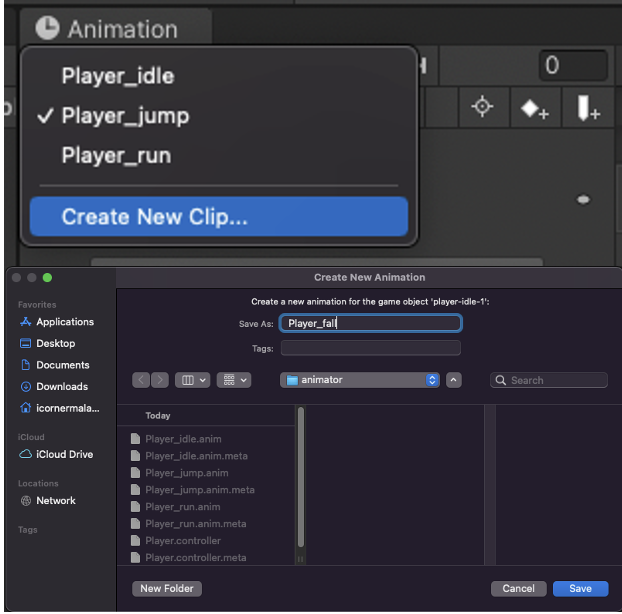 Animation
0
Player_idle
Player_jump
Player_run
Create New Clip...
Create New Animation
Favorites
Applications
Desktop
Documents
Downloads
icornermala...
iCloud
iCloud Drive
Locations
Network
Tags
Create a new animation for the game object 'player-idle-1':
Save As: Player_fall
Tags:
animator
Search
Today
Player_idle.anim
Player_idle.anim.meta
Player_jump.anim
Player_jump.anim.meta
Player_run.anim
Player_run.anim.meta
Player.controller
Player.controller.meta
New Folder
Cancel
Save